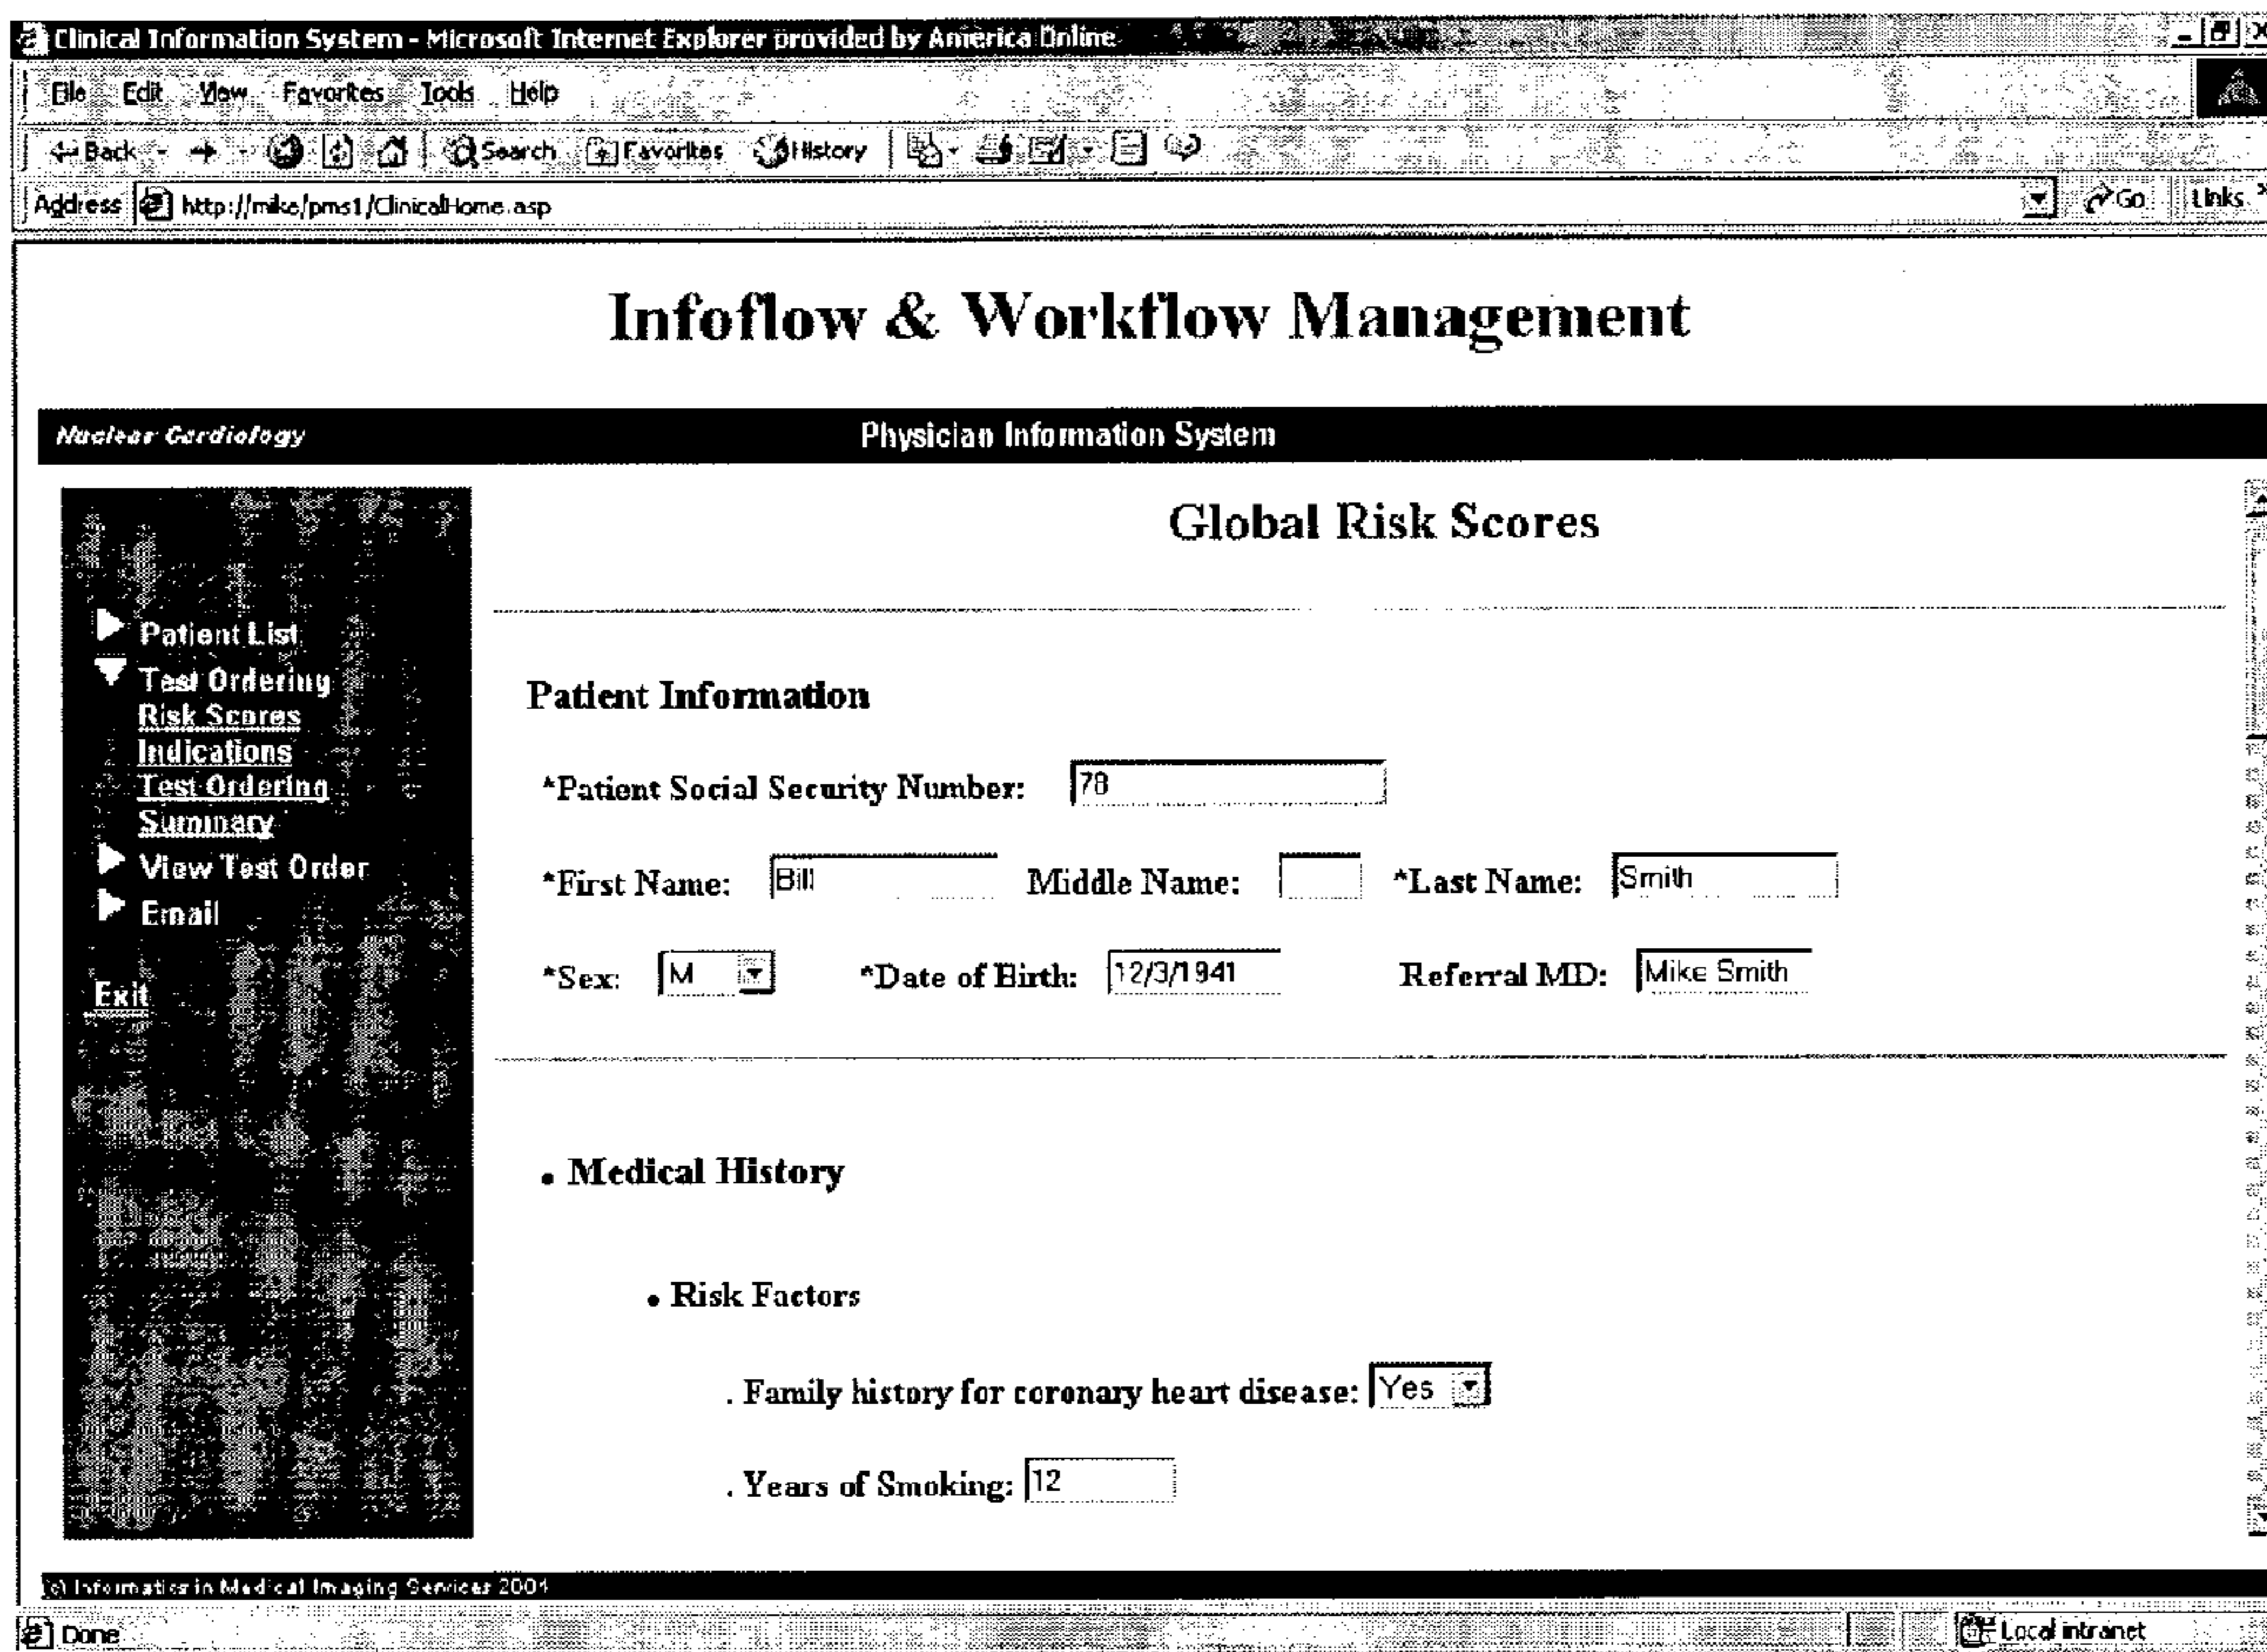 Clinical Information System - Microsoft Internet Explorer provided by America Online
File Edit View Favorites Tools Help
Back Search Favorites History
Address http://mike/pms1/ClinicalHome.asp Go Links »
Infoflow & Workflow Management
Nuclear Cardiology Physician Information System
Global Risk Scores
Patient List
Test Ordering
Risk Scores
Indications
Test Ordering
Summary
View Test Order
Email
Exit
Patient Information
*Patient Social Security Number: 78
*First Name: Bill Middle Name: *Last Name: Smith
*Sex: M *Date of Birth: 12/3/1941 Referral MD: Mike Smith
• Medical History
• Risk Factors
. Family history for coronary heart disease: Yes
. Years of Smoking: 12
(c) Informatics in Medical Imaging Services 2001
Done Local intranet